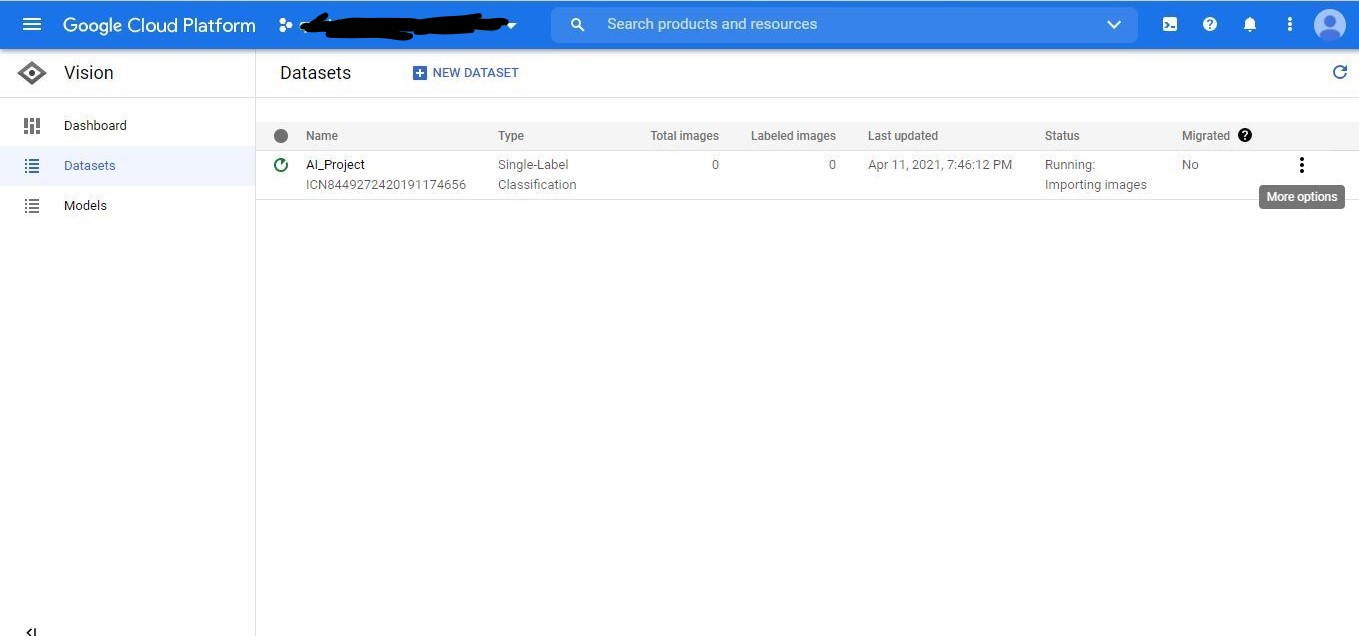 Google Cloud Platform
Search products and resources
Vision
Datasets
NEW DATASET
Dashboard
Datasets
Models
Name Type Total images Labeled images Last updated Status Migrated
AI_Project Single-Label 0 0 Apr 11, 2021, 7:46:12 PM Running: No
ICN8449272420191174656 Classification Importing images
More options